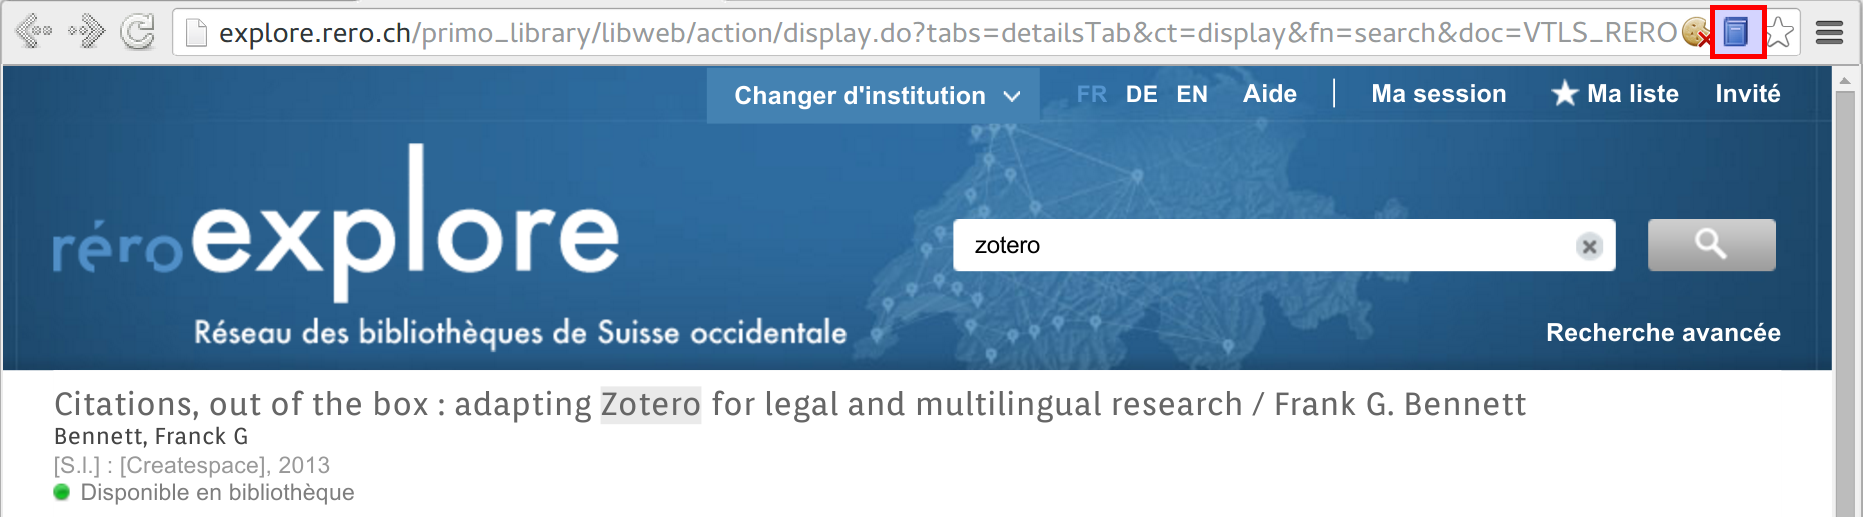 explore.rero.ch/primo_library/libweb/action/display.do?tabs=detailsTab&ct=display&fn=search&doc=VTLS_RERO
Changer d'institution FR DE EN Aide Ma session Ma liste Invité
réro explore
zotero
Réseau des bibliothèques de Suisse occidentale
Recherche avancée
Citations, out of the box : adapting Zotero for legal and multilingual research / Frank G. Bennett
Bennett, Franck G
[S.l.] : [Createspace], 2013
Disponible en bibliothèque